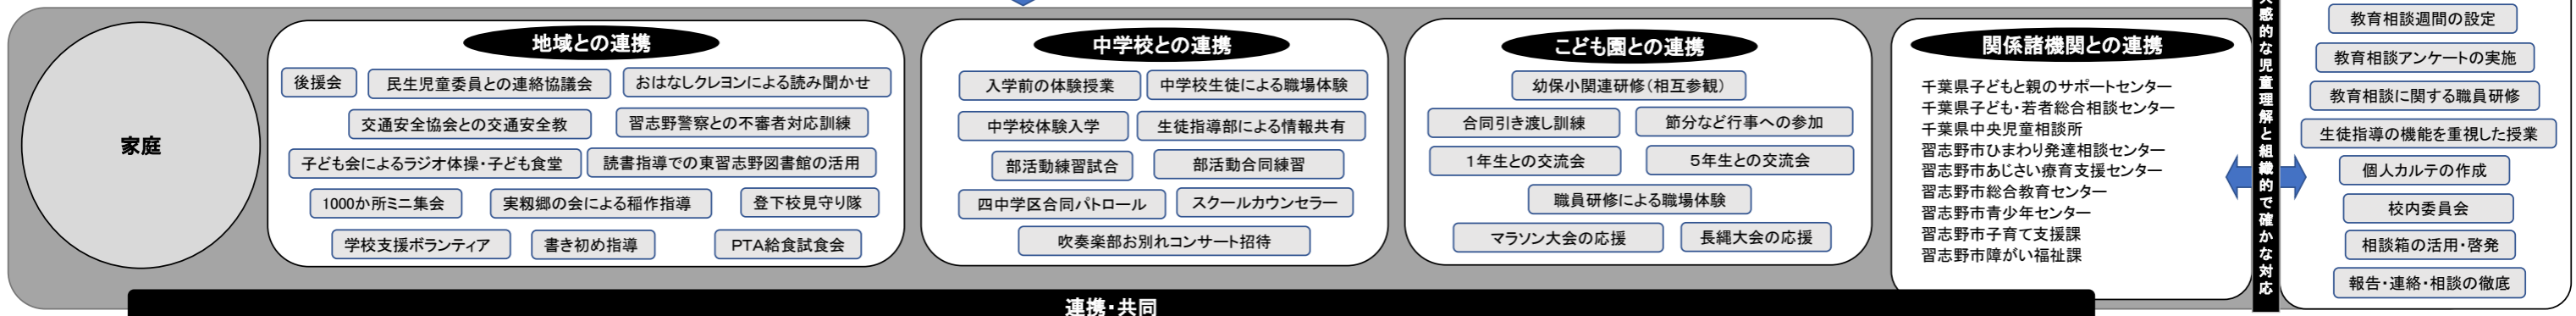 家庭
地域との連携
後援会
民生児童委員との連絡協議会
おはなしクレヨンによる読み聞かせ
交通安全協会との交通安全教
習志野警察との不審者対応訓練
子ども会によるラジオ体操・子ども食堂
読書指導での東習志野図書館の活用
1000か所ミニ集会
実籾郷の会による稲作指導
登下校見守り隊
学校支援ボランティア
書き初め指導
PTA給食試食会
中学校との連携
入学前の体験授業
中学校生徒による職場体験
中学校体験入学
生徒指導部による情報共有
部活動練習試合
部活動合同練習
四中学区合同パトロール
スクールカウンセラー
吹奏楽部お別れコンサート招待
こども園との連携
幼保小関連研修（相互参観）
合同引き渡し訓練
節分など行事への参加
１年生との交流会
５年生との交流会
職員研修による職場体験
マラソン大会の応援
長縄大会の応援
関係諸機関との連携
千葉県子どもと親のサポートセンター
千葉県子ども・若者総合相談センター
千葉県中央児童相談所
習志野市ひまわり発達相談センター
習志野市あじさい療育支援センター
習志野市総合教育センター
習志野市青少年センター
習志野市子育て支援課
習志野市障がい福祉課
感的な児童理解と組織的で確かな対応
教育相談週間の設定
教育相談アンケートの実施
教育相談に関する職員研修
生徒指導の機能を重視した授業
個人カルテの作成
校内委員会
相談箱の活用・啓発
報告・連絡・相談の徹底
連携・共同